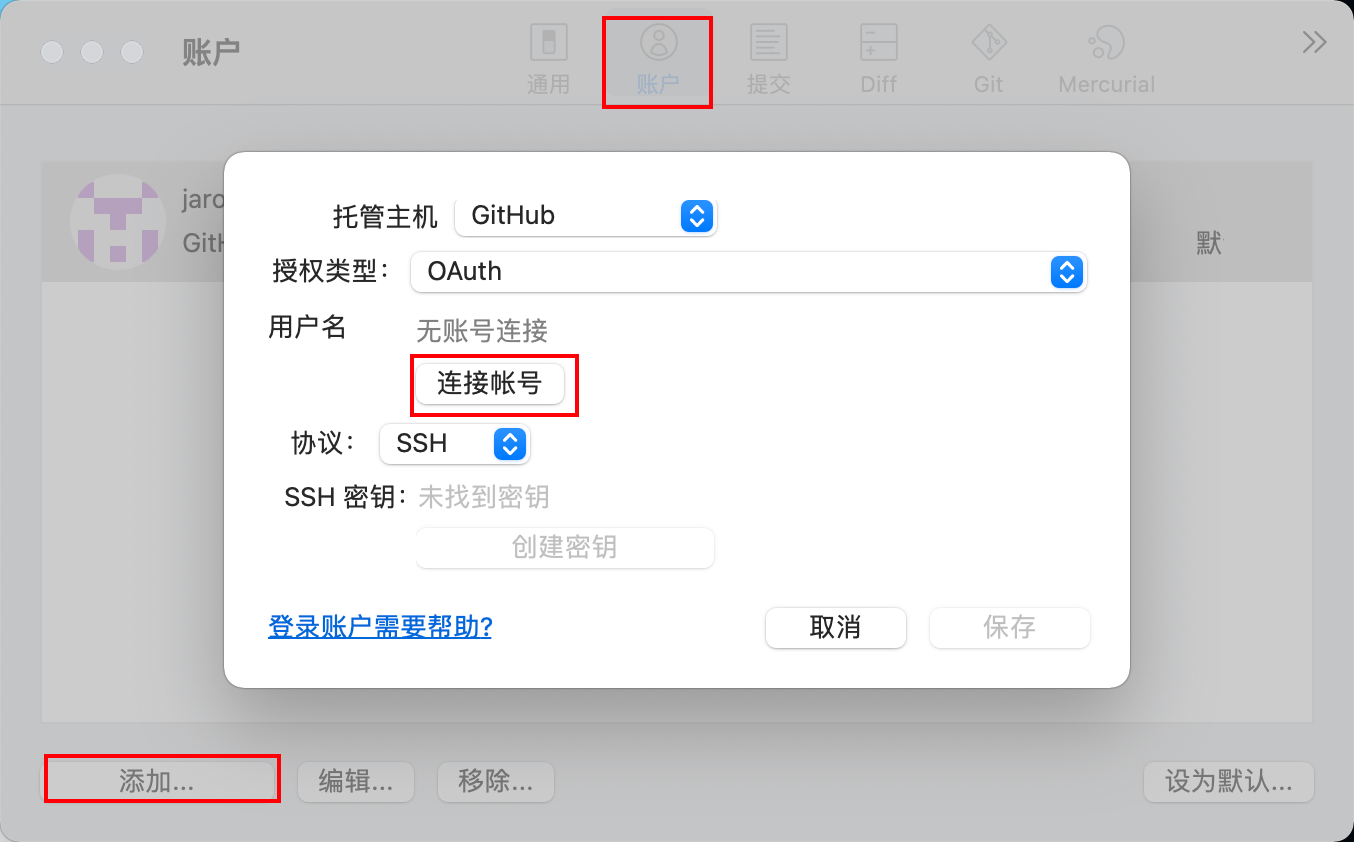 账户
通用
账户
提交
Diff
Git
Mercurial
jaro
GitH
默
托管主机 GitHub
授权类型： OAuth
用户名 无账号连接
连接帐号
协议： SSH
SSH 密钥： 未找到密钥
创建密钥
登录账户需要帮助?
取消
保存
添加...
编辑...
移除...
设为默认...